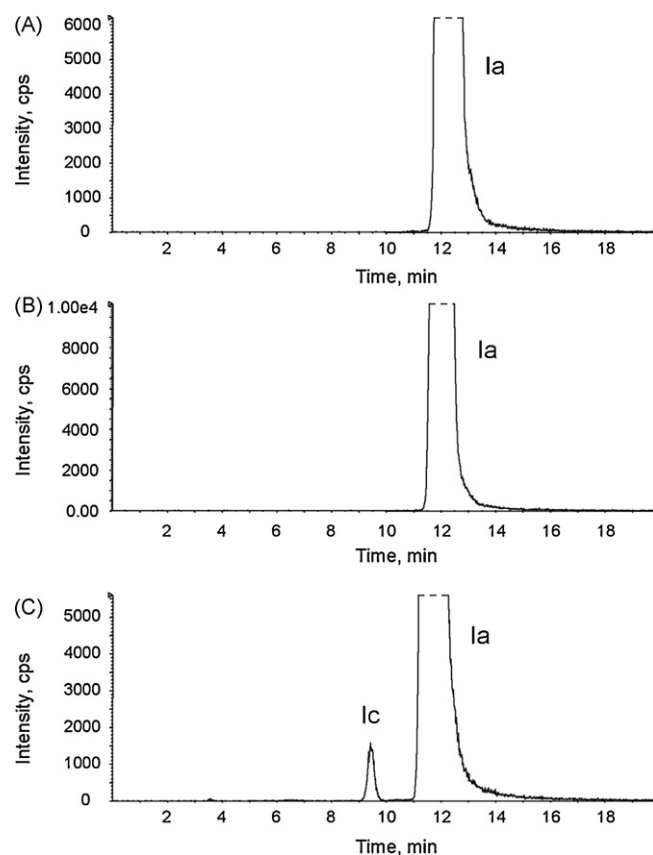 (A)
Intensity, cps
6000
5000
4000
3000
2000
1000
0
Ia
2 4 6 8 10 12 14 16 18
Time, min
(B)
Intensity, cps
1.00e4
8000
6000
4000
2000
0.00
Ia
2 4 6 8 10 12 14 16 18
Time, min
(C)
Intensity, cps
5000
4000
3000
2000
1000
0
Ic
Ia
2 4 6 8 10 12 14 16 18
Time, min